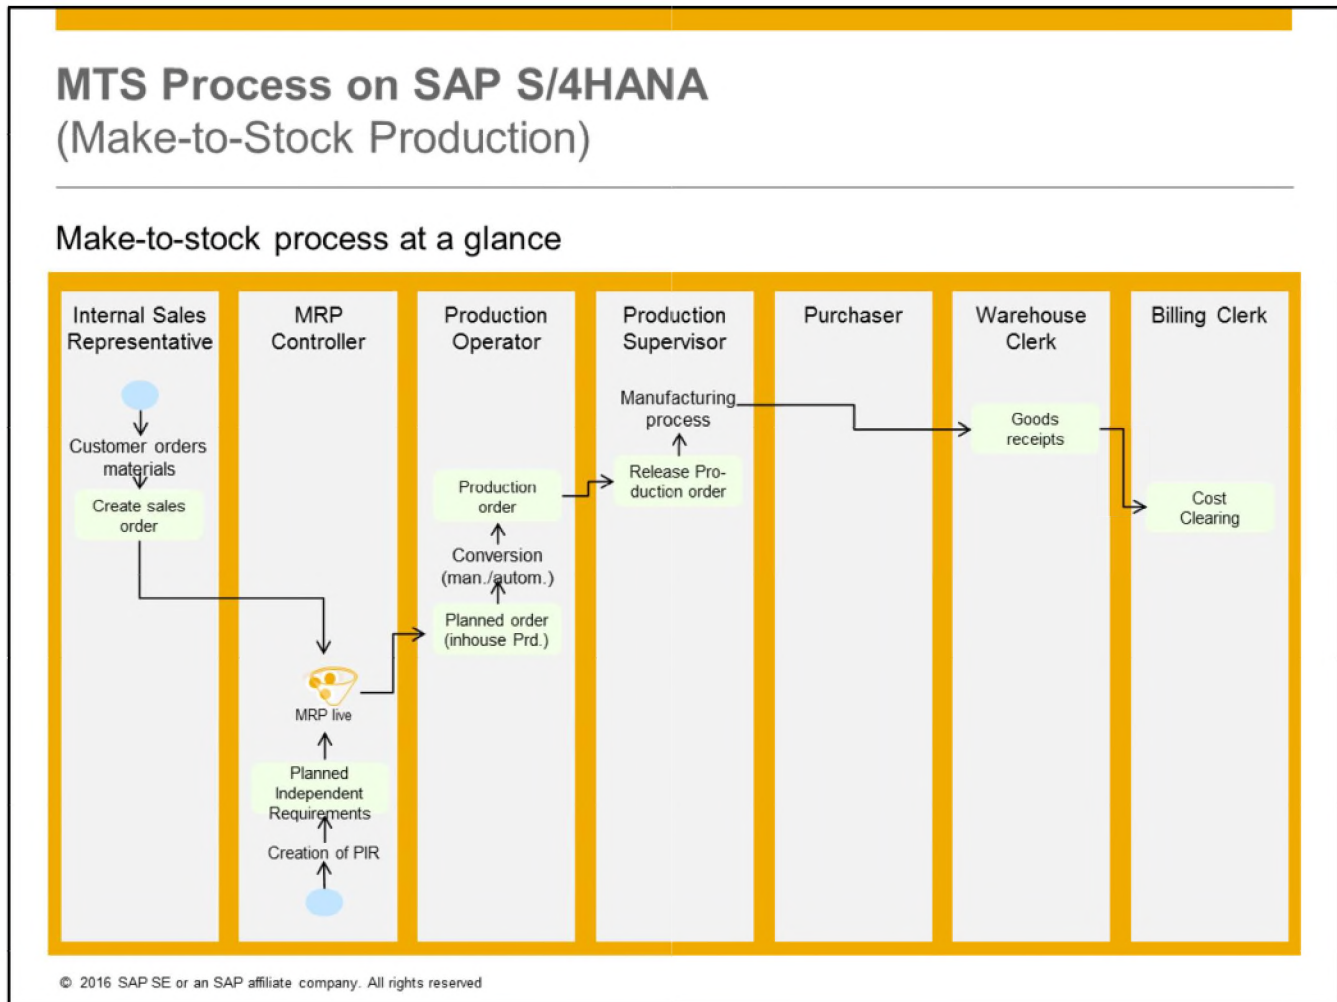 MTS Process on SAP S/4HANA
(Make-to-Stock Production)
Make-to-stock process at a glance
Internal Sales
Representative
Customer orders
materials
Create sales
order
MRP
Controller
MRP live
Planned
Independent
Requirements
Creation of PIR
Production
Operator
Production
order
Conversion
(man./autom.)
Planned order
(inhouse Prd.)
Production
Supervisor
Manufacturing
process
Release Pro-
duction order
Purchaser
Warehouse
Clerk
Goods
receipts
Billing Clerk
Cost
Clearing
© 2016 SAP SE or an SAP affiliate company. All rights reserved